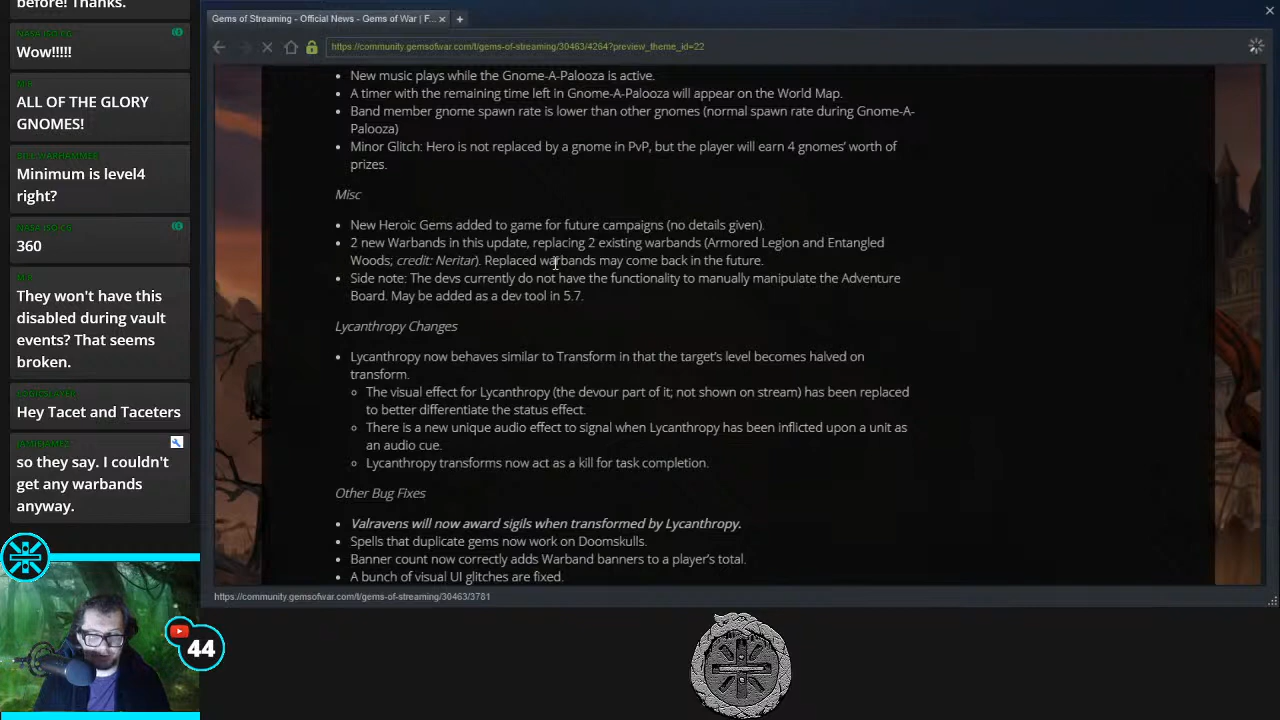 before! Thanks.
NASA.ISO.CG
Wow!!!!!
ALL OF THE GLORY
GNOMES!
Minimum is level4
right?
NASA.ISO.CG
360
They won't have this
disabled during vault
events? That seems
broken.
Hey Tacet and Taceters
so they say. I couldn't
get any warbands
anyway.
44
Gems of Streaming - Official News - Gems of War | F...
https://community.gemsofwar.com/t/gems-of-streaming/30463/4264?preview_theme_id=22
• New music plays while the Gnome-A-Palooza is active.
• A timer with the remaining time left in Gnome-A-Palooza will appear on the World Map.
• Band member gnome spawn rate is lower than other gnomes (normal spawn rate during Gnome-A-
Palooza)
• Minor Glitch: Hero is not replaced by a gnome in PvP, but the player will earn 4 gnomes' worth of
prizes.
Misc
• New Heroic Gems added to game for future campaigns (no details given).
• 2 new Warbands in this update, replacing 2 existing warbands (Armored Legion and Entangled
Woods; credit: Neritar). Replaced warbands may come back in the future.
• Side note: The devs currently do not have the functionality to manually manipulate the Adventure
Board. May be added as a dev tool in 5.7.
Lycanthropy Changes
• Lycanthropy now behaves similar to Transform in that the target's level becomes halved on
transform.
◦ The visual effect for Lycanthropy (the devour part of it; not shown on stream) has been replaced
to better differentiate the status effect.
◦ There is a new unique audio effect to signal when Lycanthropy has been inflicted upon a unit as
an audio cue.
◦ Lycanthropy transforms now act as a kill for task completion.
Other Bug Fixes
• Valravens will now award sigils when transformed by Lycanthropy.
• Spells that duplicate gems now work on Doomskulls.
• Banner count now correctly adds Warband banners to a player's total.
• A bunch of visual UI glitches are fixed.
https://community.gemsofwar.com/t/gems-of-streaming/30463/3781